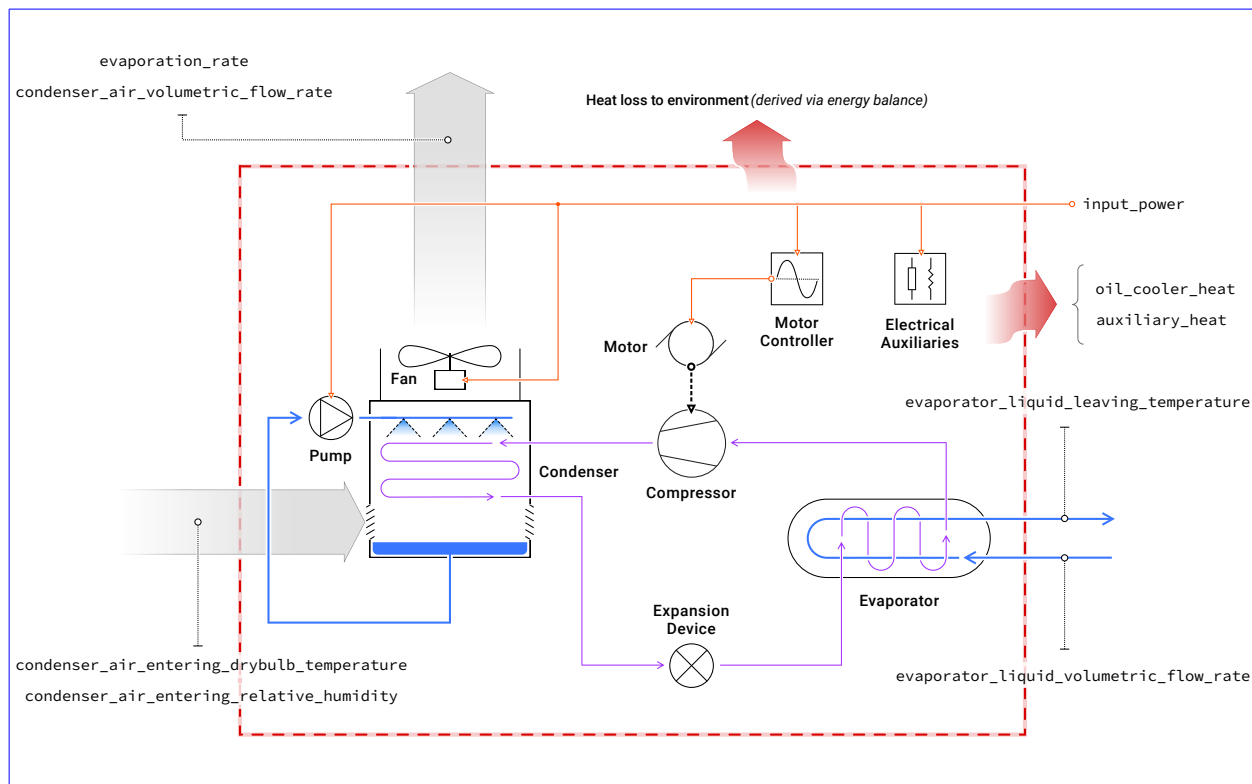 evaporation_rate
condenser_air_volumetric_flow_rate
Heat loss to environment (derived via energy balance)
input_power
oil_cooler_heat
auxiliary_heat
Motor
Controller
Electrical
Auxiliaries
Motor
Fan
evaporator_liquid_leaving_temperature
Pump
Condenser
Compressor
Evaporator
Expansion
Device
condenser_air_entering_drybulb_temperature
condenser_air_entering_relative_humidity
evaporator_liquid_volumetric_flow_rate